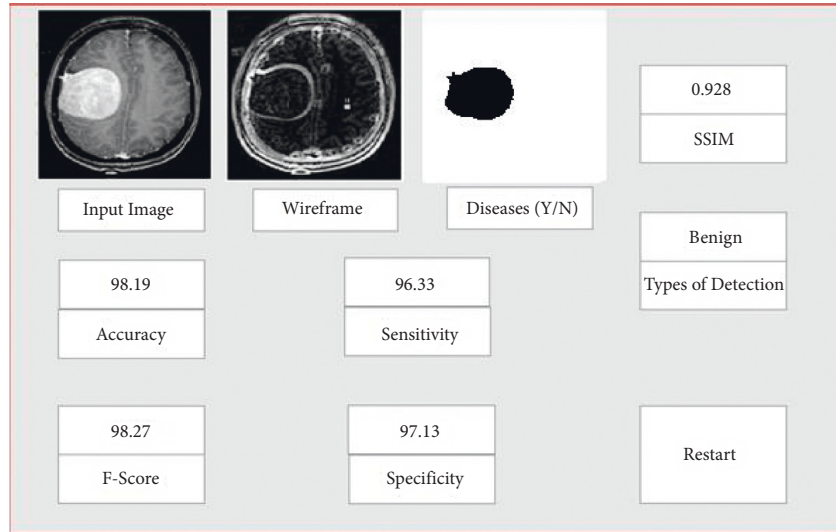 Input Image
Wireframe
Diseases (Y/N)
0.928
SSIM
Benign
Types of Detection
98.19
Accuracy
96.33
Sensitivity
98.27
F-Score
97.13
Specificity
Restart